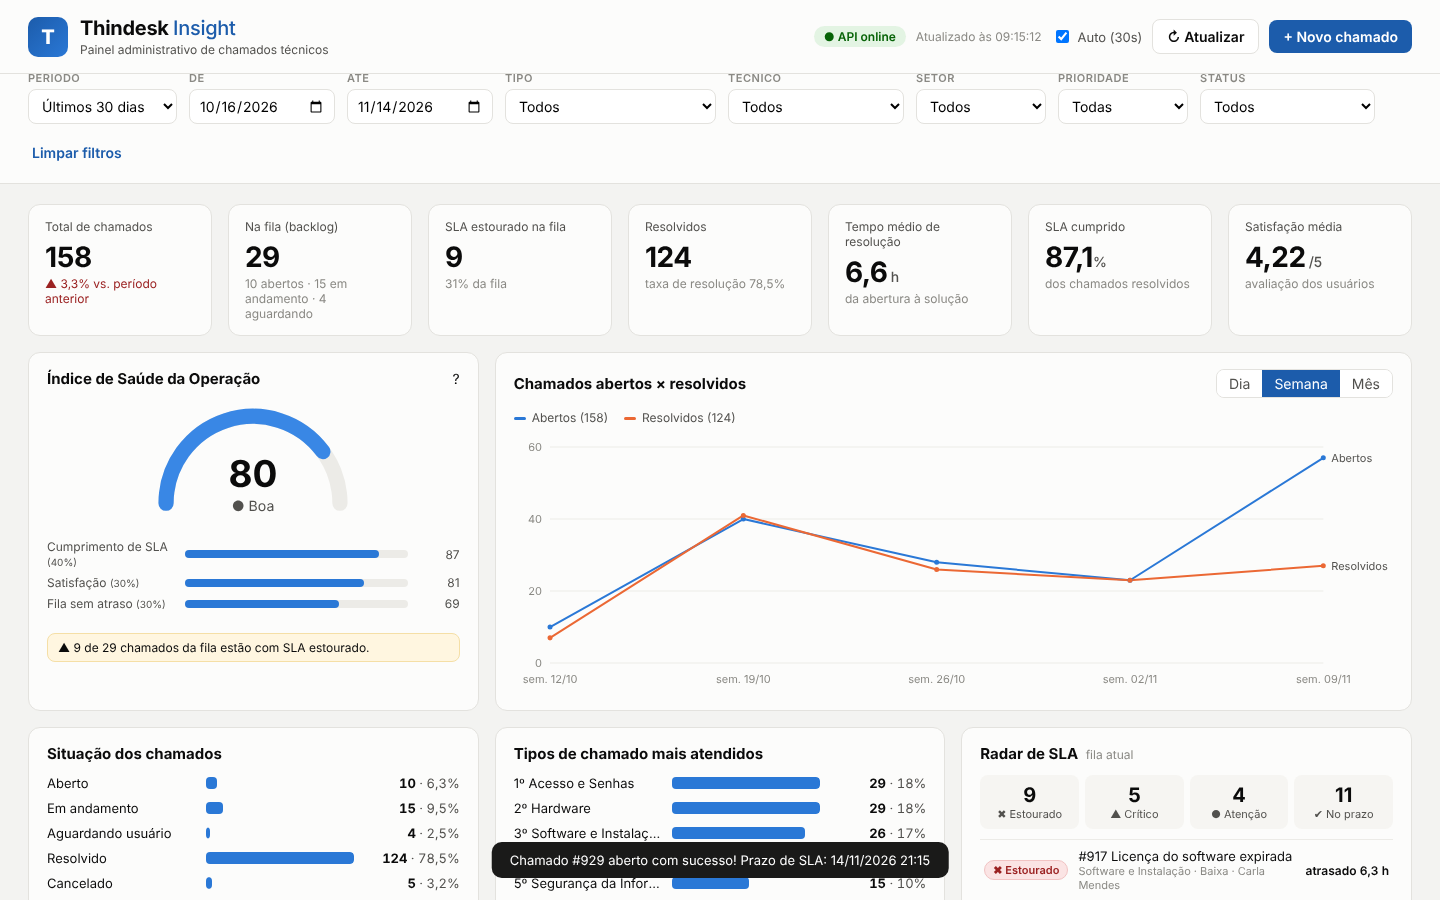 T
Thindesk Insight
Painel administrativo de chamados técnicos
● API online
Atualizado às 09:15:12
Auto (30s)
↻ Atualizar
+ Novo chamado
PERÍODO
DE
ATÉ
TIPO
TÉCNICO
SETOR
PRIORIDADE
STATUS
Últimos 30 dias
10/16/2026
11/14/2026
Todos
Todos
Todos
Todas
Todos
Limpar filtros
Total de chamados
158
▲ 3,3% vs. período
anterior
Na fila (backlog)
29
10 abertos · 15 em
andamento · 4
aguardando
SLA estourado na fila
9
31% da fila
Resolvidos
124
taxa de resolução 78,5%
Tempo médio de
resolução
6,6 h
da abertura à solução
SLA cumprido
87,1%
dos chamados resolvidos
Satisfação média
4,22 /5
avaliação dos usuários
Índice de Saúde da Operação
?
80
● Boa
Cumprimento de SLA
(40%)
87
Satisfação (30%)
81
Fila sem atraso (30%)
69
▲ 9 de 29 chamados da fila estão com SLA estourado.
Chamados abertos × resolvidos
Dia
Semana
Mês
Abertos (158)
Resolvidos (124)
60
40
20
0
Abertos
Resolvidos
sem. 12/10
sem. 19/10
sem. 26/10
sem. 02/11
sem. 09/11
Situação dos chamados
Aberto
10 · 6,3%
Em andamento
15 · 9,5%
Aguardando usuário
4 · 2,5%
Resolvido
124 · 78,5%
Cancelado
5 · 3,2%
Tipos de chamado mais atendidos
1º Acesso e Senhas
29 · 18%
2º Hardware
29 · 18%
3º Software e Instalaç...
26 · 17%
Chamado #929 aberto com sucesso! Prazo de SLA: 14/11/2026 21:15
5º Segurança da Infor...
15 · 10%
Radar de SLA fila atual
9
✖ Estourado
5
▲ Crítico
4
● Atenção
11
✔ No prazo
✖ Estourado
#917 Licença do software expirada
Software e Instalação · Baixa · Carla
Mendes
atrasado 6,3 h